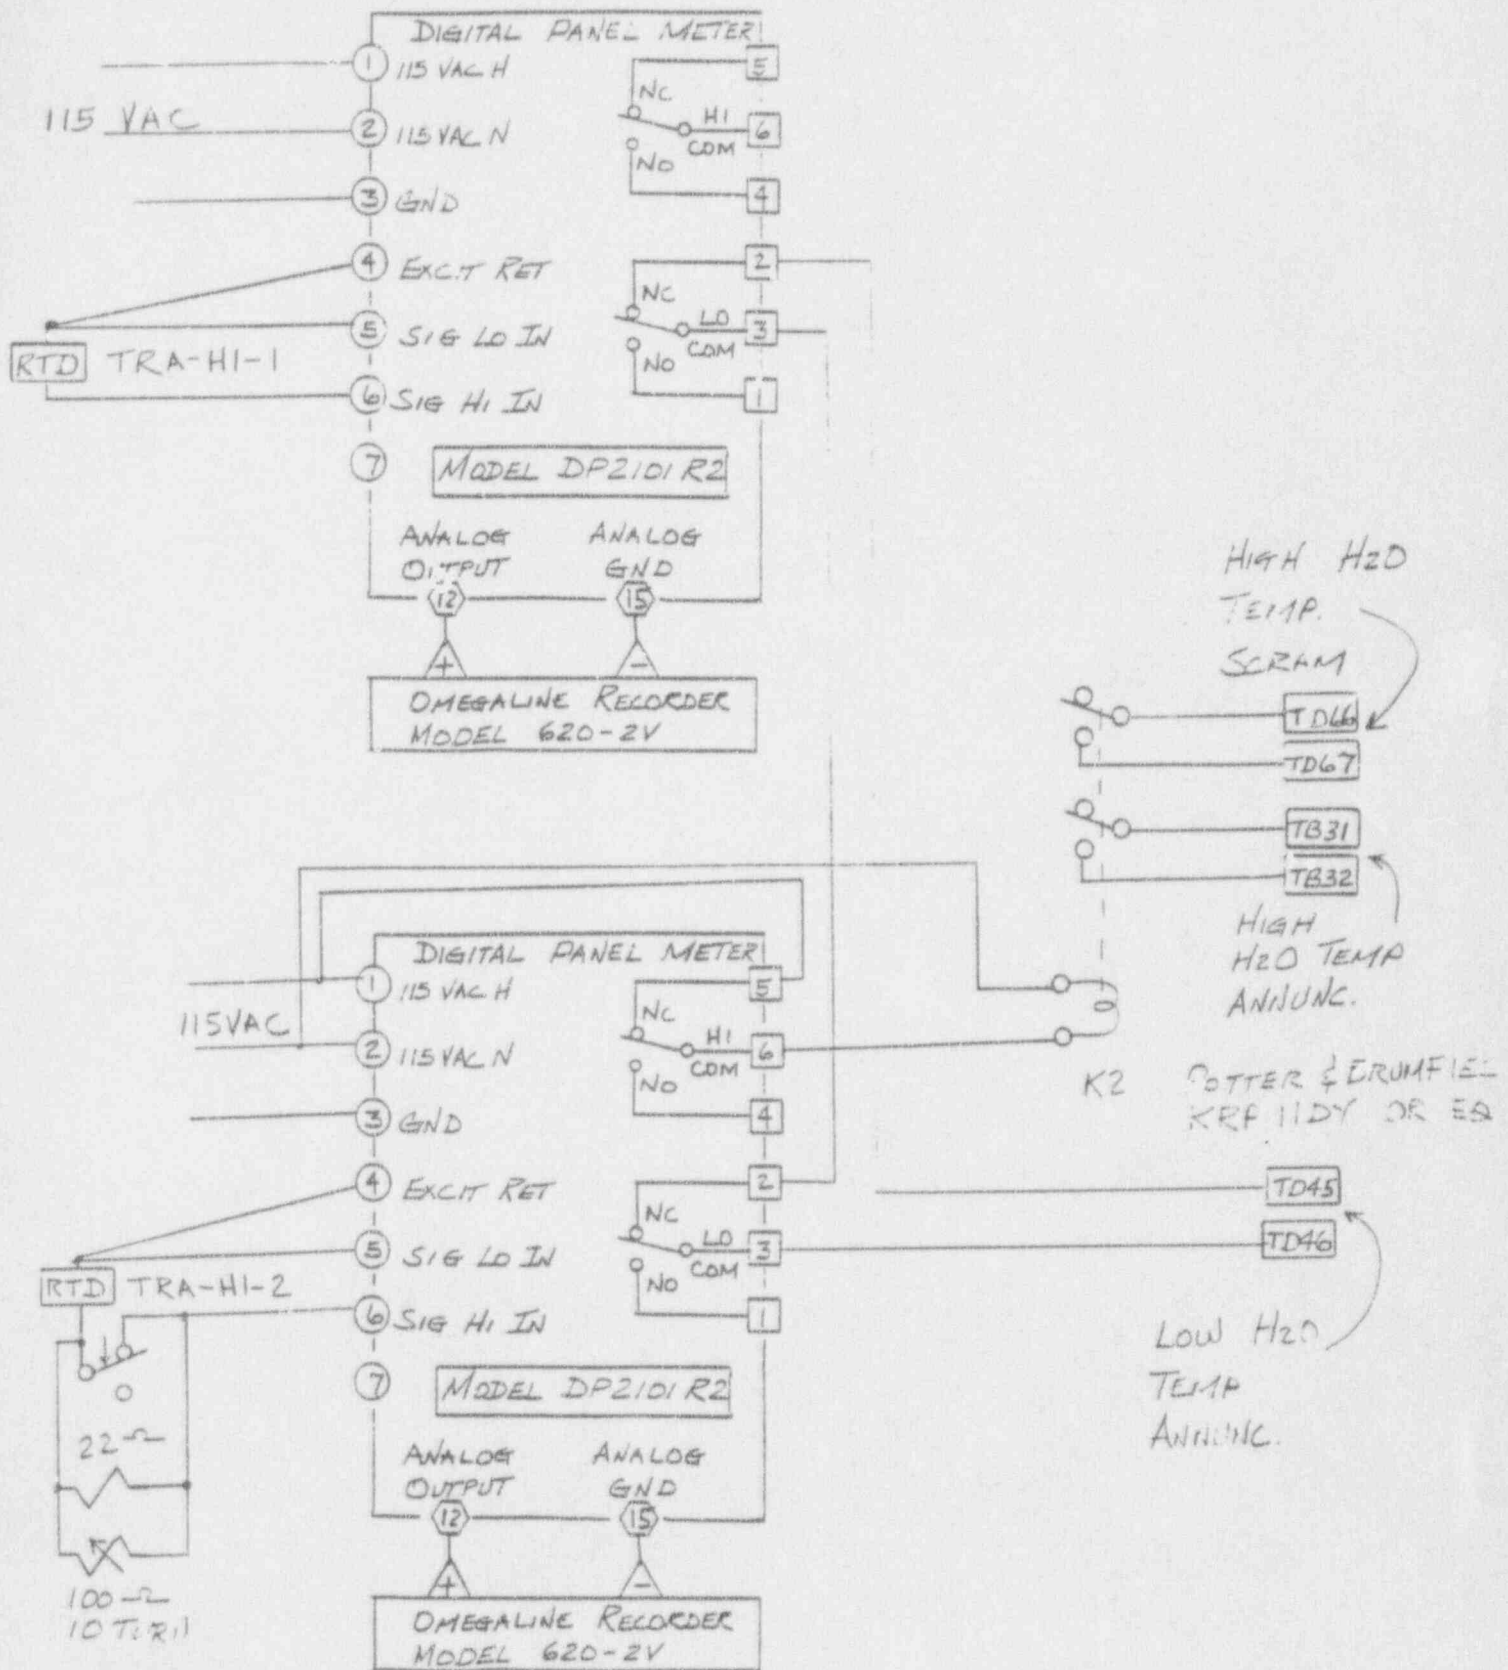 DIGITAL PANEL METER
1 115 VAC H
115 VAC
2 115 VAC N
3 GND
4 EXCIT RET
5 SIG LO IN
RTD TRA-HI-1
6 SIG HI IN
7
NC
HI
COM
NO
5
6
4
NC
LO
COM
NO
2
3
1
MODEL DP2101 R2
ANALOG OUTPUT
ANALOG GND
12
15
+
-
OMEGALINE RECORDER
MODEL 620-2V
HIGH H2O
TEMP.
SCRAM
TD66
TD67
TB31
TB32
HIGH
H2O TEMP
ANNUNC.
K2
POTTER &
OR EQ
DIGITAL PANEL METER
1 115 VAC H
115VAC
2 115 VAC N
3 GND
4 EXCIT RET
5 SIG LO IN
RTD TRA-HI-2
6 SIG HI IN
7
NC
HI
COM
NO
5
6
4
NC
LO
COM
NO
2
3
1
TD45
TD46
LOW H2O
TEMP
ANNUNC.
22 Ω
100 Ω
10 TURN
MODEL DP2101 R2
ANALOG OUTPUT
ANALOG GND
12
15
+
-
OMEGALINE RECORDER
MODEL 620-2V